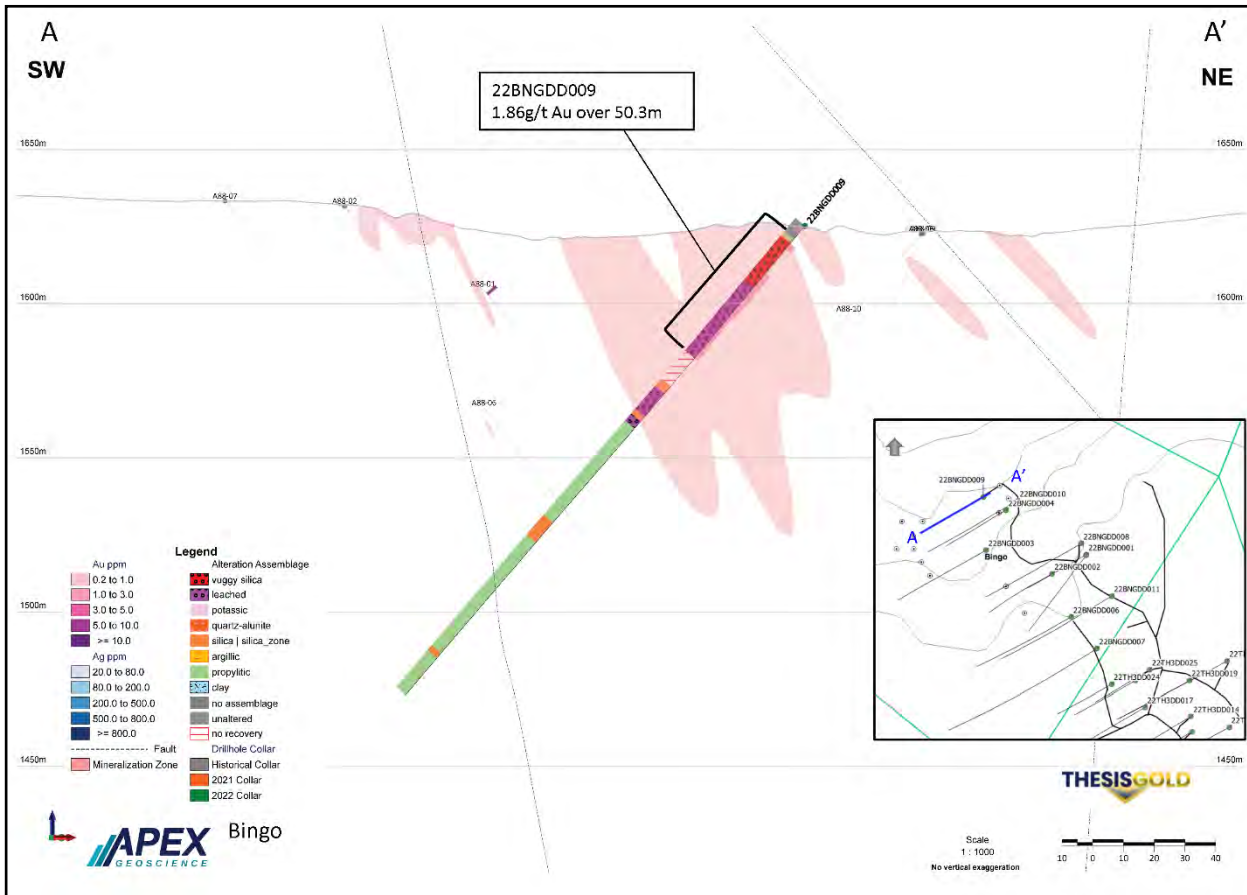 A
A'
SW
NE
22BNGDD009
1.86g/t Au over 50.3m
1650m
1650m
A88-07
A88-02
22BNGDD009
A88-01
1600m
1600m
A88-10
A88-06
1550m
1550m
1500m
1500m
1450m
1450m
22BNGDD009
A'
22BNGDD010
22BNGDD004
A
22BNGDD003
Bingo
22BNGDD008
22BNGDD001
22BNGDD002
22BNGDD011
22BNGDD006
22BNGDD007
22TH3DD025
22TH3DD024
22TH3DD019
22TH3DD017
22TH3DD014
Legend
Au ppm
0.2 to 1.0
1.0 to 3.0
3.0 to 5.0
5.0 to 10.0
>= 10.0
Ag ppm
20.0 to 80.0
80.0 to 200.0
200.0 to 500.0
500.0 to 800.0
>= 800.0
Fault
Mineralization Zone
Alteration Assemblage
vuggy silica
leached
potassic
quartz-alunite
silica | silica_zone
argillic
propylitic
clay
no assemblage
unaltered
no recovery
Drillhole Collar
Historical Collar
2021 Collar
2022 Collar
APEX
GEOSCIENCE
Bingo
THESISGOLD
Scale
1 : 1000
No vertical exaggeration
10 0 10 20 30 40